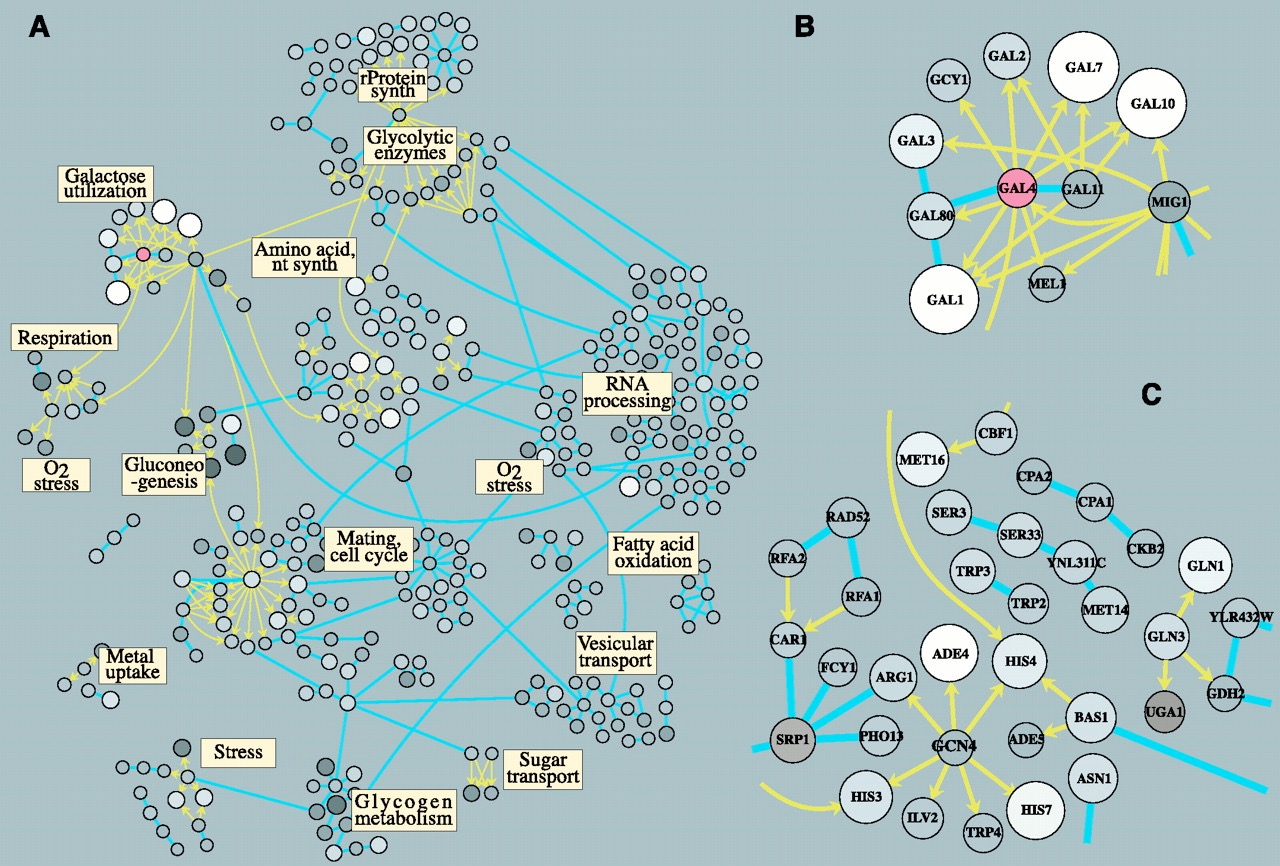 A
rProtein
synth
Glycolytic
enzymes
Galactose
utilization
Amino acid,
nt synth
Respiration
RNA
processing
O2
stress
Gluconeo
-genesis
O2
stress
Mating,
cell cycle
Fatty acid
oxidation
Metal
uptake
Vesicular
transport
Stress
Sugar
transport
Glycogen
metabolism
B
GAL2
GAL7
GCY1
GAL10
GAL3
GAL4
GAL11
GAL80
MIG1
MEL1
GAL1
C
CBF1
MET16
CPA2
CPA1
SER3
RAD52
SER33
CKB2
RFA2
YNL311C
GLN1
TRP3
RFA1
TRP2
MET14
YLR432W
CAR1
GLN3
ADE4
HIS4
FCY1
ARG1
GDH2
UGA1
BAS1
SRP1
PHO13
GCN4
ADE5
ASN1
HIS3
ILV2
HIS7
TRP4